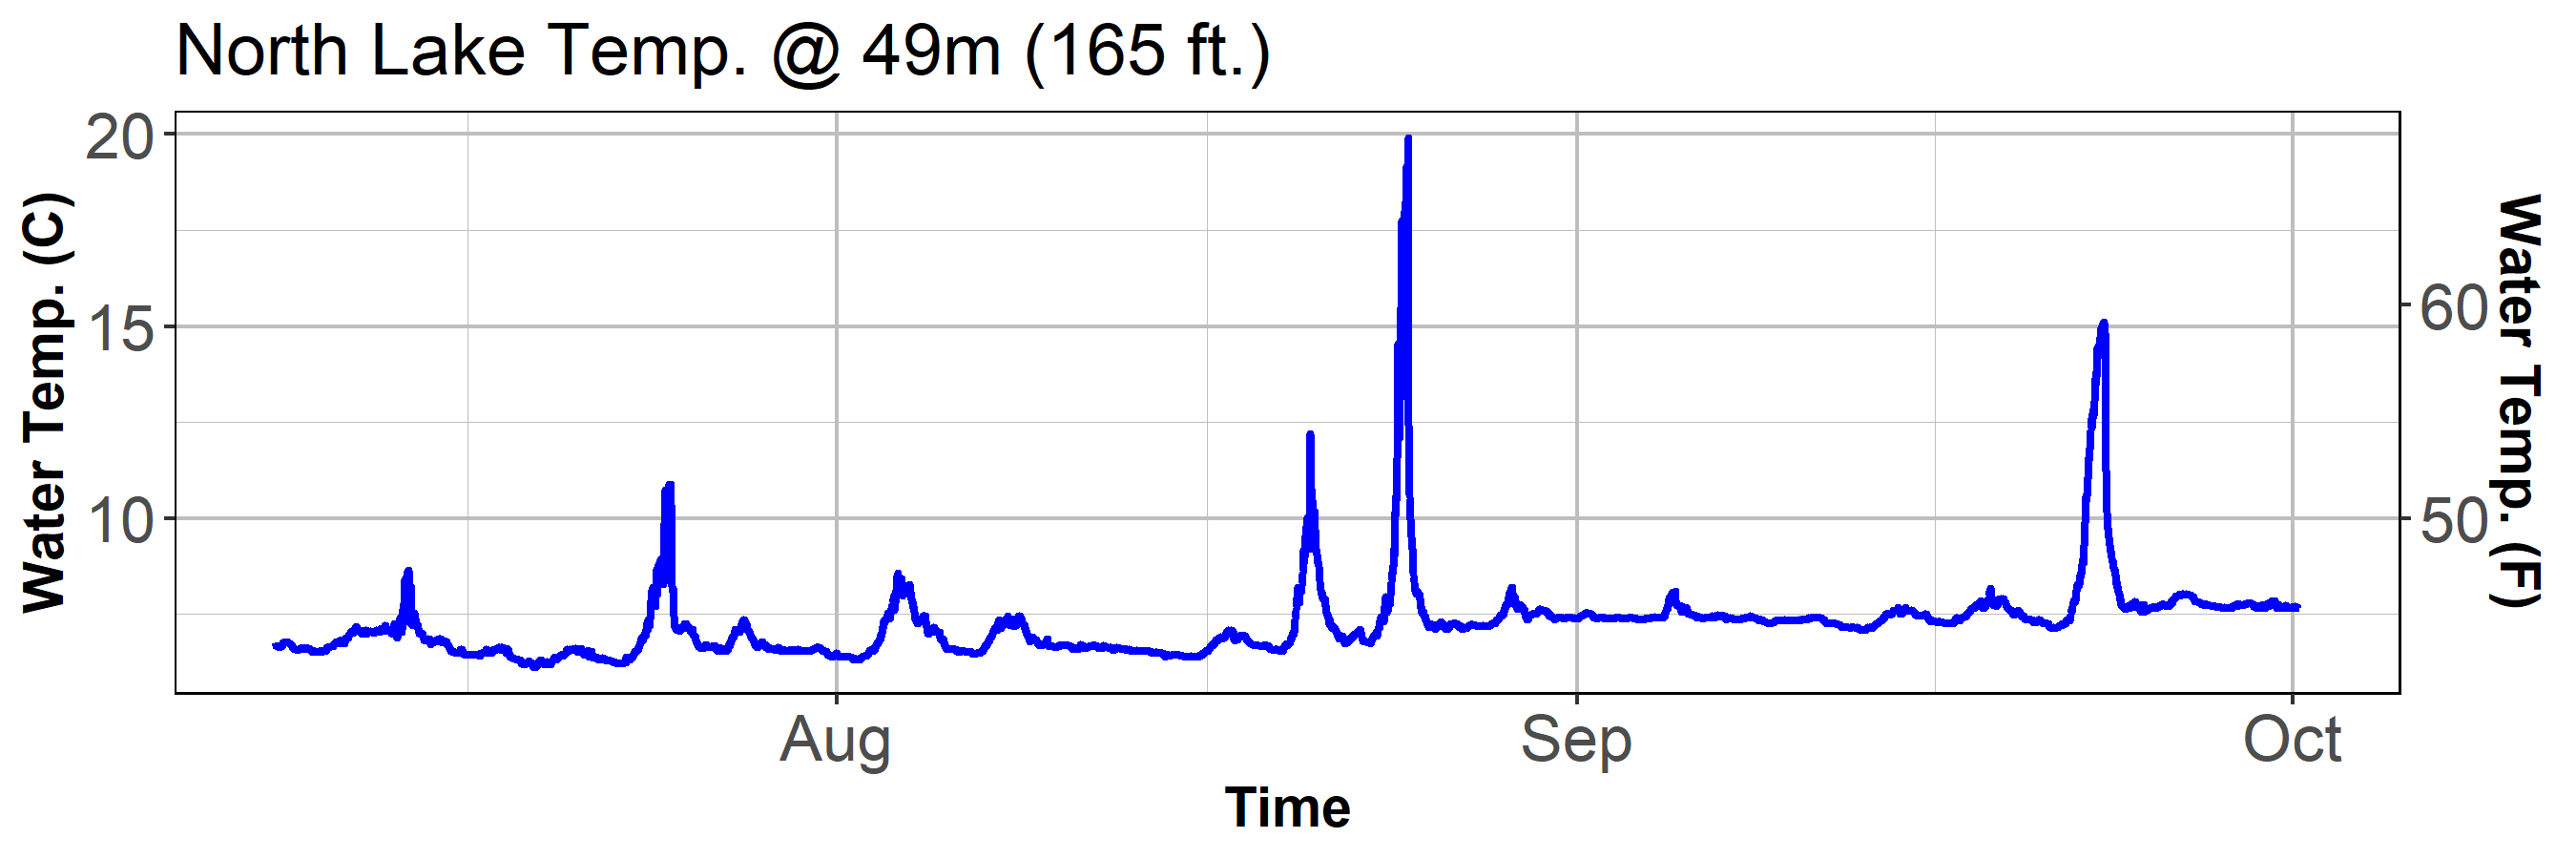 North Lake Temp. @ 49m (165 ft.)
Water Temp. (C)
20
15
10
60
50
Water Temp. (F)
Aug
Sep
Oct
Time